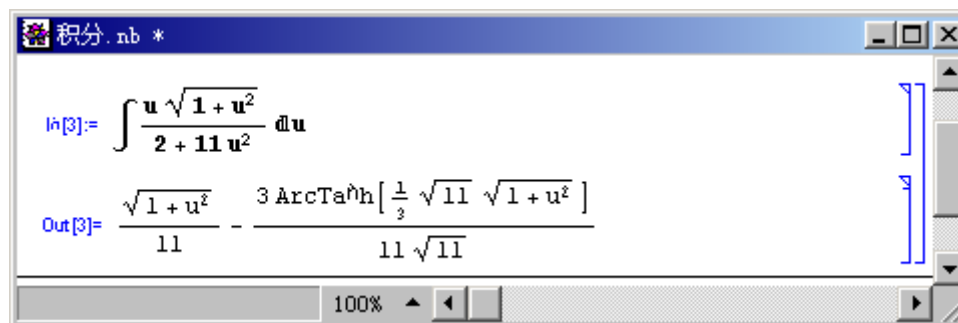 积分.nb *
In[3]:= ∫ u √(1 + u²) / (2 + 11 u²) ⅆu
Out[3]= √(1 + u²) / 11 - 3 ArcTanh[1/3 √11 √(1 + u²)] / (11 √11)
100%